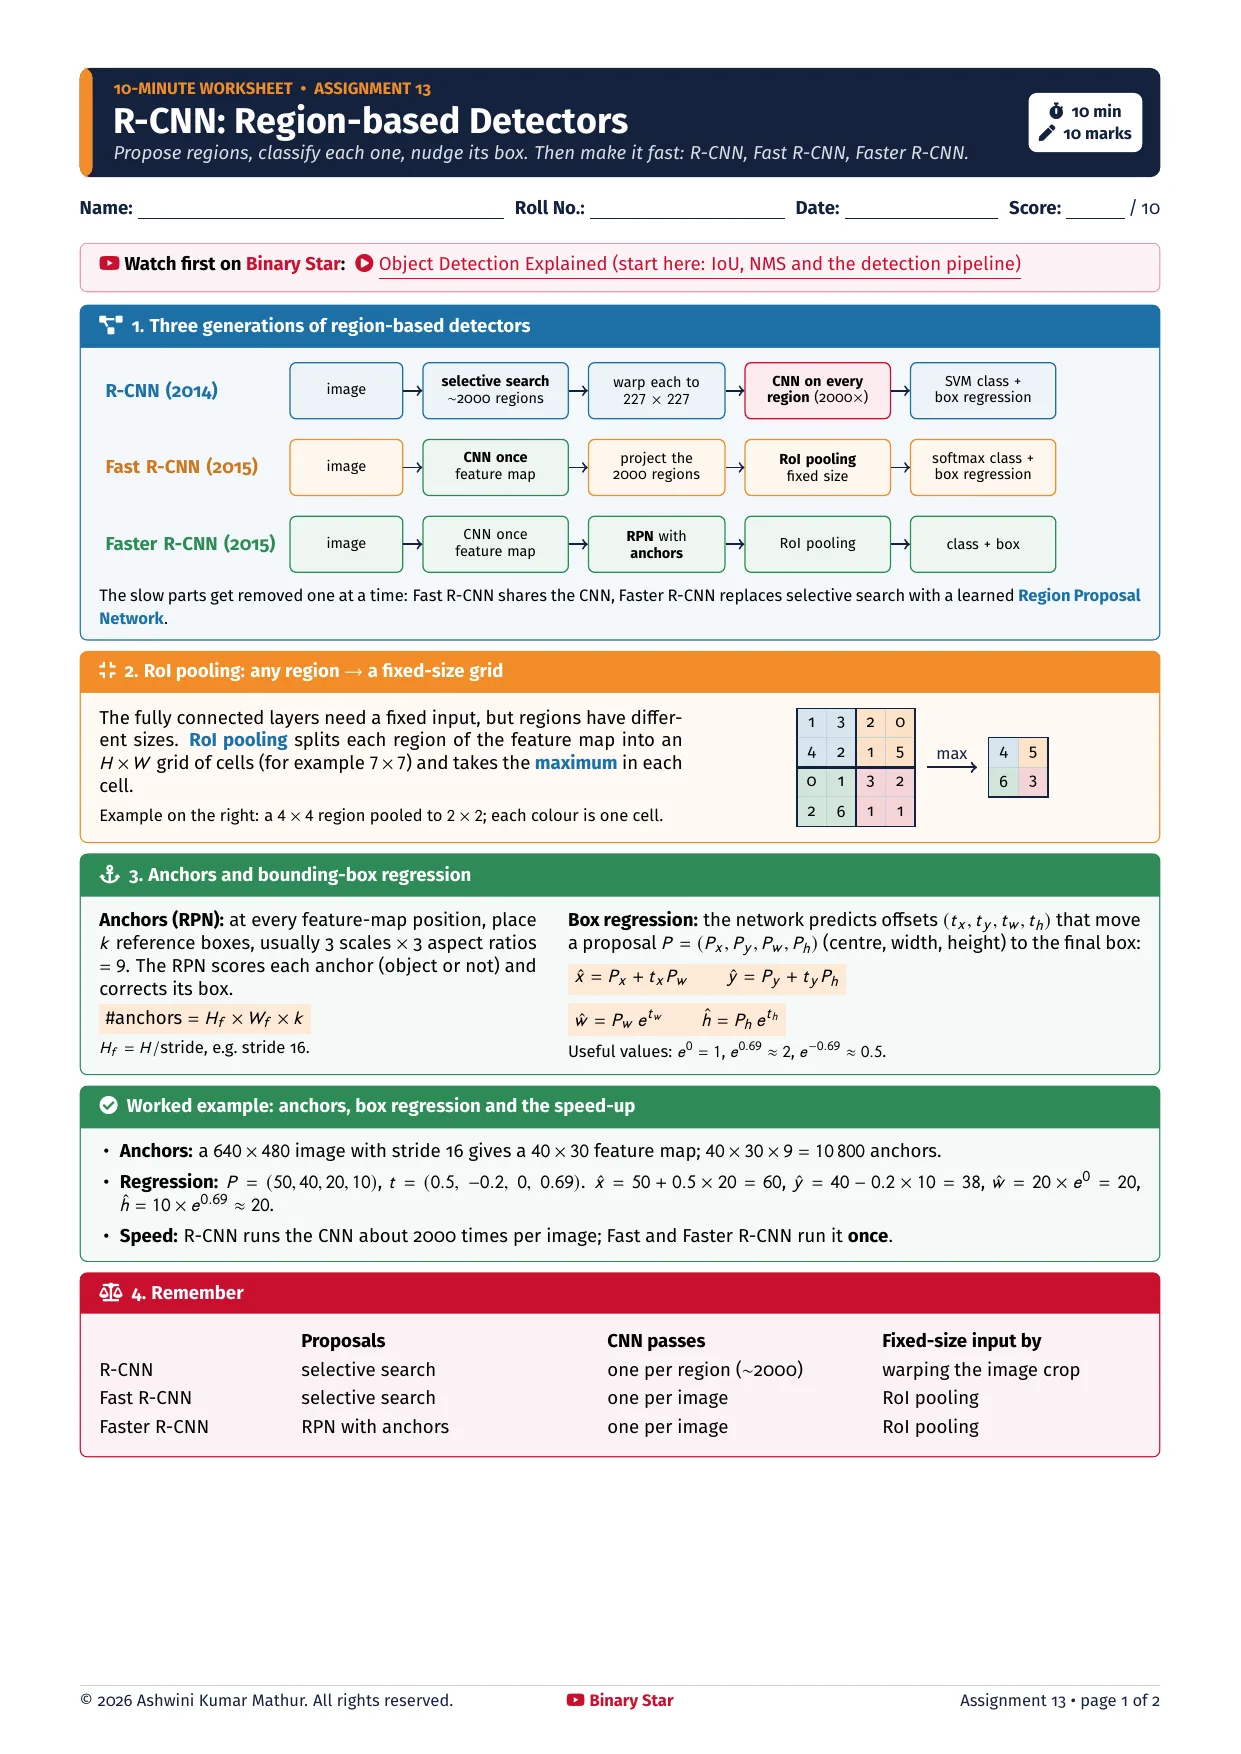 10-MINUTE WORKSHEET • ASSIGNMENT 13
R-CNN: Region-based Detectors
Propose regions, classify each one, nudge its box. Then make it fast: R-CNN, Fast R-CNN, Faster R-CNN.
10 min
10 marks
Name: Roll No.: Date: Score: / 10
Watch first on Binary Star: Object Detection Explained (start here: IoU, NMS and the detection pipeline)
1. Three generations of region-based detectors
R-CNN (2014)
image
selective search
~2000 regions
warp each to
227 × 227
CNN on every
region (2000×)
SVM class +
box regression
Fast R-CNN (2015)
image
CNN once
feature map
project the
2000 regions
RoI pooling
fixed size
softmax class +
box regression
Faster R-CNN (2015)
image
CNN once
feature map
RPN with
anchors
RoI pooling
class + box
The slow parts get removed one at a time: Fast R-CNN shares the CNN, Faster R-CNN replaces selective search with a learned Region Proposal
Network.
2. RoI pooling: any region → a fixed-size grid
The fully connected layers need a fixed input, but regions have differ-
ent sizes. RoI pooling splits each region of the feature map into an
H × W grid of cells (for example 7 × 7) and takes the maximum in each
cell.
Example on the right: a 4 × 4 region pooled to 2 × 2; each colour is one cell.
1 3 2 0
4 2 1 5
0 1 3 2
2 6 1 1
max
4 5
6 3
3. Anchors and bounding-box regression
Anchors (RPN): at every feature-map position, place
k reference boxes, usually 3 scales × 3 aspect ratios
= 9. The RPN scores each anchor (object or not) and
corrects its box.
#anchors = H_f × W_f × k
H_f = H/stride, e.g. stride 16.
Box regression: the network predicts offsets (t_x, t_y, t_w, t_h) that move
a proposal P = (P_x, P_y, P_w, P_h) (centre, width, height) to the final box:
x̂ = P_x + t_x P_w ŷ = P_y + t_y P_h
ŵ = P_w e^{t_w} ĥ = P_h e^{t_h}
Useful values: e^0 = 1, e^{0.69} ≈ 2, e^{−0.69} ≈ 0.5.
Worked example: anchors, box regression and the speed-up
• Anchors: a 640 × 480 image with stride 16 gives a 40 × 30 feature map; 40 × 30 × 9 = 10 800 anchors.
• Regression: P = (50, 40, 20, 10), t = (0.5, −0.2, 0, 0.69). x̂ = 50 + 0.5 × 20 = 60, ŷ = 40 − 0.2 × 10 = 38, ŵ = 20 × e^0 = 20,
ĥ = 10 × e^{0.69} ≈ 20.
• Speed: R-CNN runs the CNN about 2000 times per image; Fast and Faster R-CNN run it once.
4. Remember
Proposals CNN passes Fixed-size input by
R-CNN selective search one per region (~2000) warping the image crop
Fast R-CNN selective search one per image RoI pooling
Faster R-CNN RPN with anchors one per image RoI pooling
© 2026 Ashwini Kumar Mathur. All rights reserved. Binary Star Assignment 13 • page 1 of 2